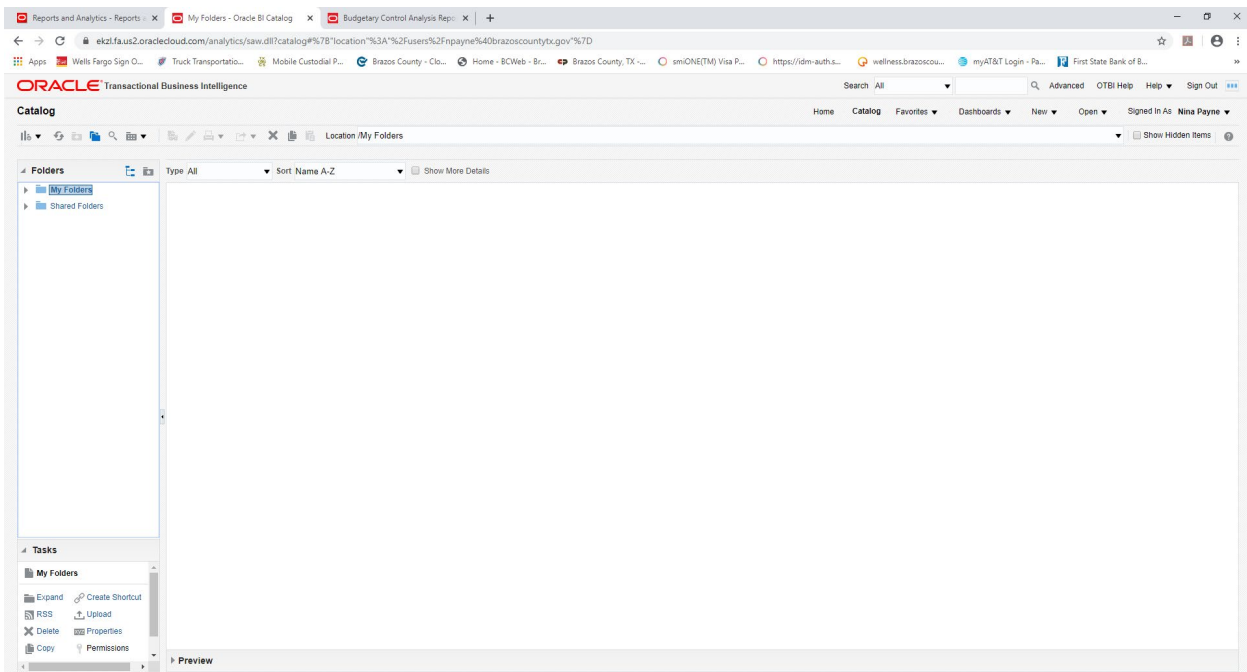 Reports and Analytics - Reports a
My Folders - Oracle BI Catalog
Budgetary Control Analysis Repo
ekzl.fa.us2.oraclecloud.com/analytics/saw.dll?catalog#%7B"location"%3A"%2Fusers%2Fnpayne%40brazoscountytx.gov"%7D
Apps Wells Fargo Sign O... Truck Transportatio... Mobile Custodial P... Brazos County - Clo... Home - BCWeb - Br... Brazos County, TX -... smiONE(TM) Visa P... https://idm-auth.s... wellness.brazoscou... myAT&T Login - Pa... First State Bank of B... »
ORACLE Transactional Business Intelligence Search All Advanced OTBI Help Help Sign Out
Catalog Home Catalog Favorites Dashboards New Open Signed In As Nina Payne
Location /My Folders Show Hidden Items
Folders Type All Sort Name A-Z Show More Details
My Folders
Shared Folders
Tasks
My Folders
Expand Create Shortcut
RSS Upload
Delete Properties
Copy Permissions
Preview